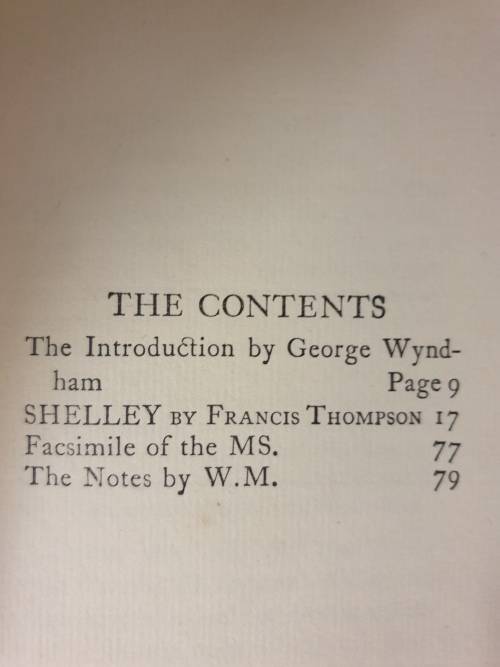 THE CONTENTS
The Introduction by George Wynd-
ham Page 9
SHELLEY BY FRANCIS THOMPSON 17
Facsimile of the MS. 77
The Notes by W.M. 79